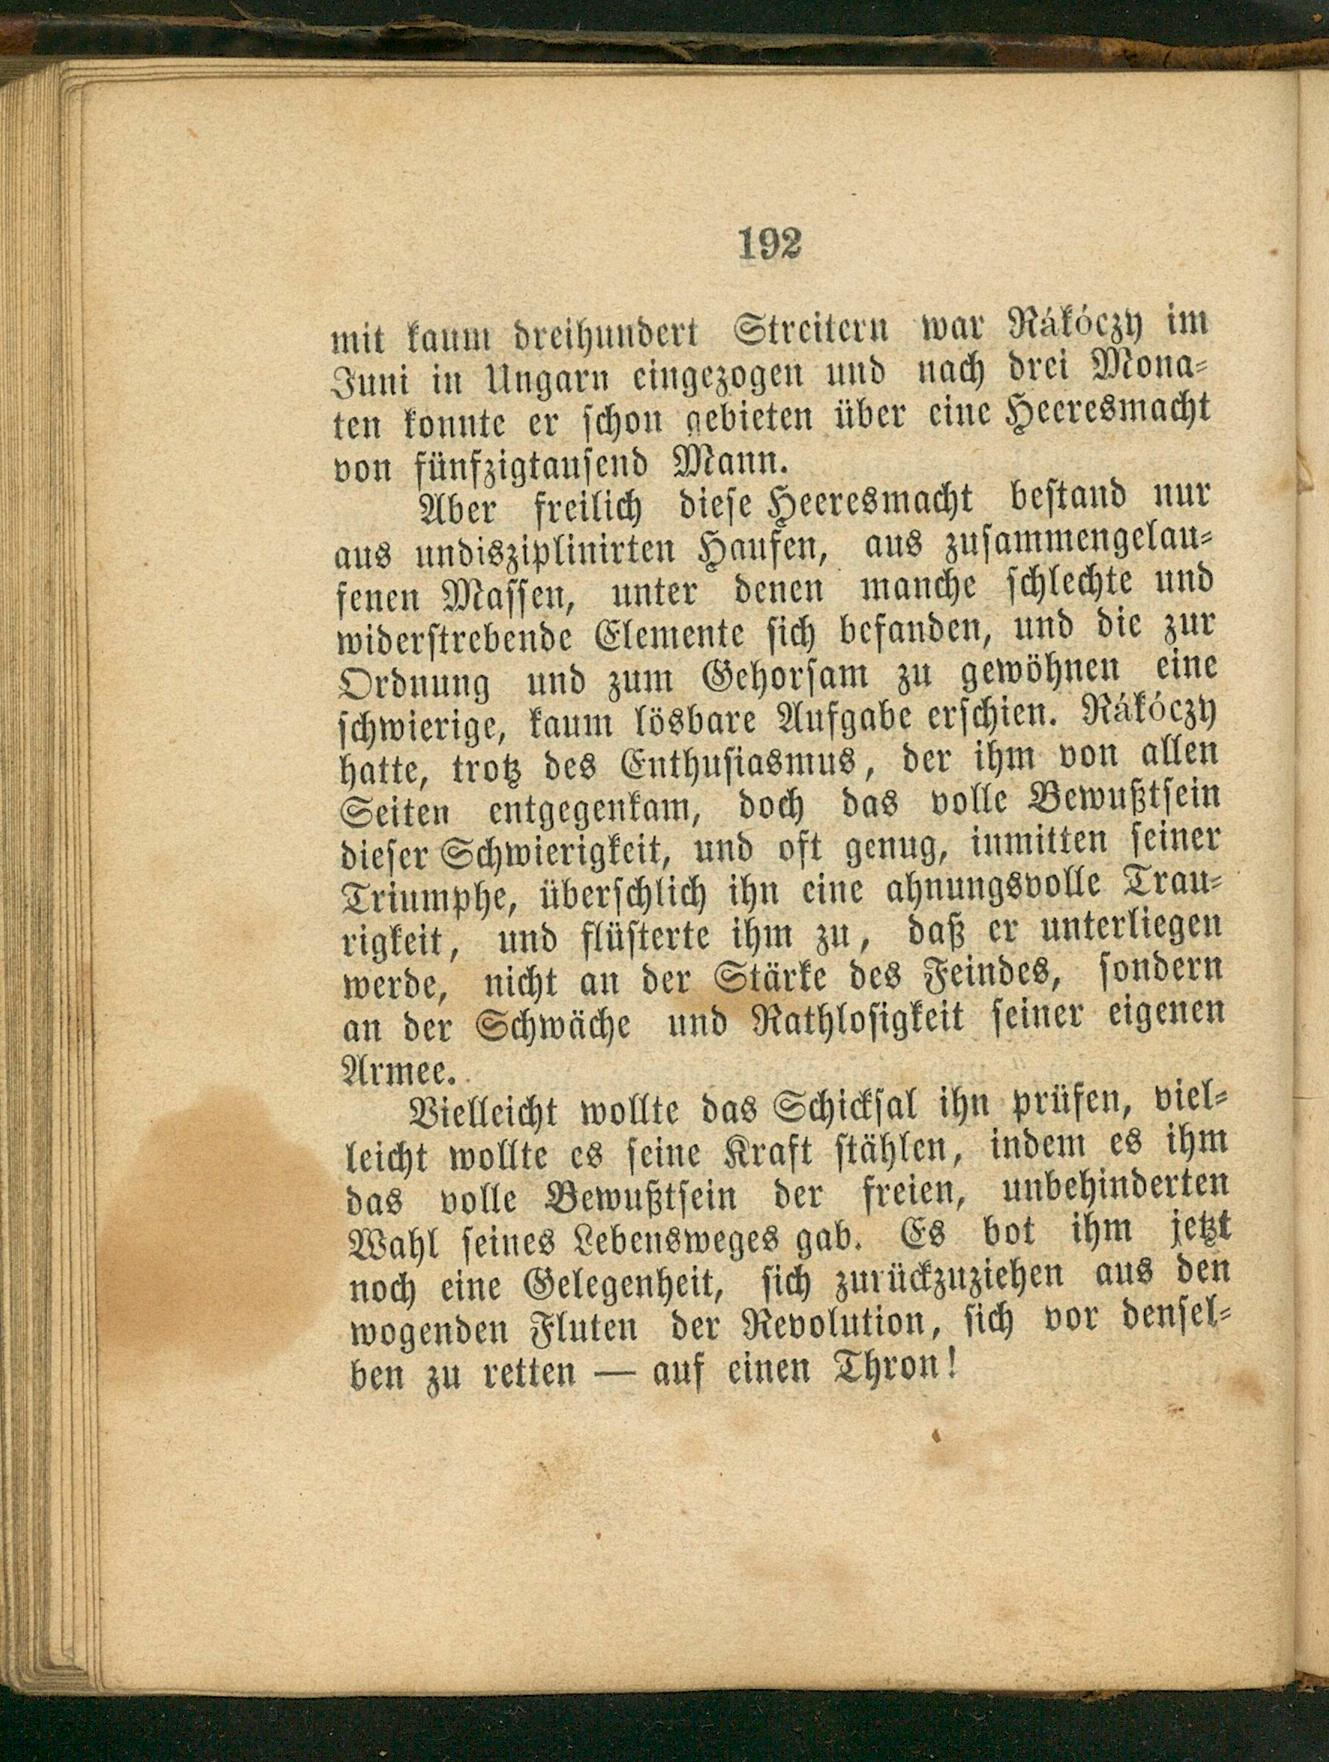 192
mit kaum dreihundert Streitern war Rákóczy im
Juni in Ungarn eingezogen und nach drei Mona-
ten konnte er schon gebieten über eine Heeresmacht
von fünfzigtausend Mann.
Aber freilich diese Heeresmacht bestand nur
aus undisziplinirten Haufen, aus zusammengelau-
fenen Massen, unter denen manche schlechte und
widerstrebende Elemente sich befanden, und die zur
Ordnung und zum Gehorsam zu gewöhnen eine
schwierige, kaum lösbare Aufgabe erschien. Rákóczy
hatte, trotz des Enthusiasmus, der ihm von allen
Seiten entgegenkam, doch das volle Bewußtsein
dieser Schwierigkeit, und oft genug, inmitten seiner
Triumphe, überschlich ihn eine ahnungsvolle Trau-
rigkeit, und flüsterte ihm zu, daß er unterliegen
werde, nicht an der Stärke des Feindes, sondern
an der Schwäche und Rathlosigkeit seiner eigenen
Armee.
Vielleicht wollte das Schicksal ihn prüfen, viel-
leicht wollte es seine Kraft stählen, indem es ihm
das volle Bewußtsein der freien, unbehinderten
Wahl seines Lebensweges gab. Es bot ihm jetzt
noch eine Gelegenheit, sich zurückzuziehen aus den
wogenden Fluten der Revolution, sich vor densel-
ben zu retten — auf einen Thron!